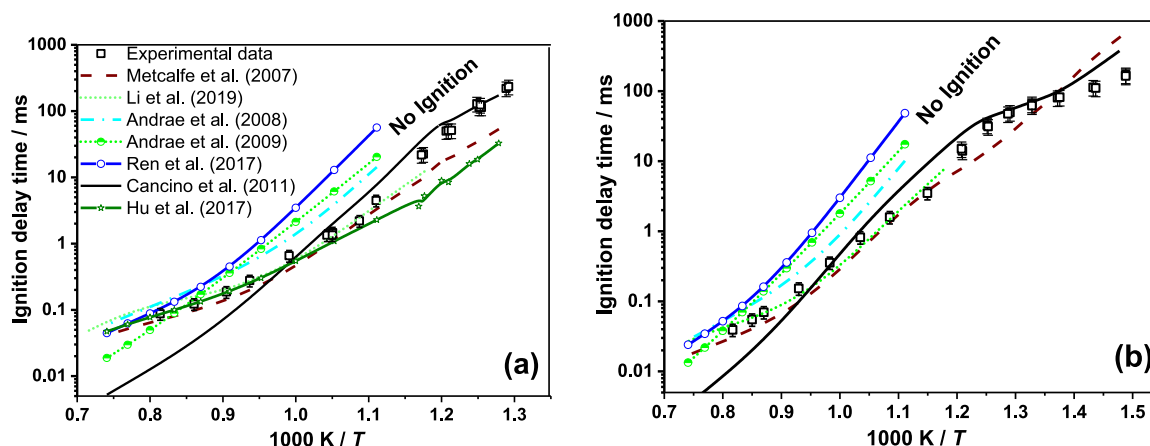 1000
100
10
1
0.1
0.01
Ignition delay time / ms
Experimental data
Metcalfe et al. (2007)
Li et al. (2019)
Andrae et al. (2008)
Andrae et al. (2009)
Ren et al. (2017)
Cancino et al. (2011)
Hu et al. (2017)
No Ignition
(a)
0.7 0.8 0.9 1.0 1.1 1.2 1.3
1000 K / T
1000
100
10
1
0.1
0.01
Ignition delay time / ms
No Ignition
(b)
0.7 0.8 0.9 1.0 1.1 1.2 1.3 1.4 1.5
1000 K / T